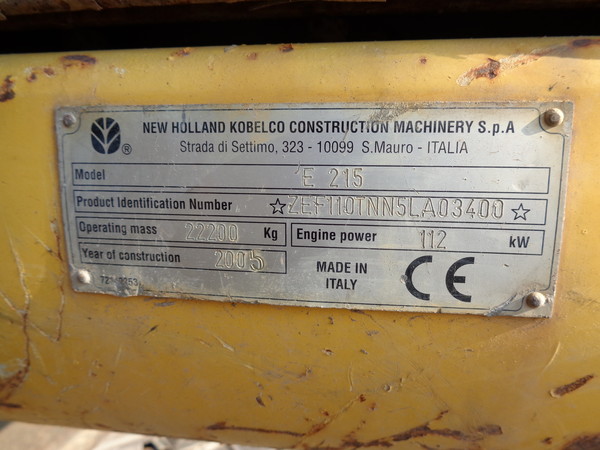 NEW HOLLAND KOBELCO CONSTRUCTION MACHINERY S.p.A
®
Strada di Settimo, 323 - 10099 S.Mauro - ITALIA
Model E 215
Product Identification Number ☆ZEF110TNN5LA03400☆
Operating mass 22200 Kg Engine power 112 kW
Year of construction 2005
MADE IN
ITALY
CE